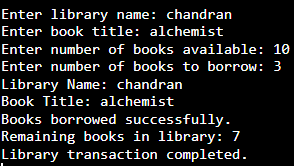 Enter library name: chandran
Enter book title: alchemist
Enter number of books available: 10
Enter number of books to borrow: 3
Library Name: chandran
Book Title: alchemist
Books borrowed successfully.
Remaining books in library: 7
Library transaction completed.